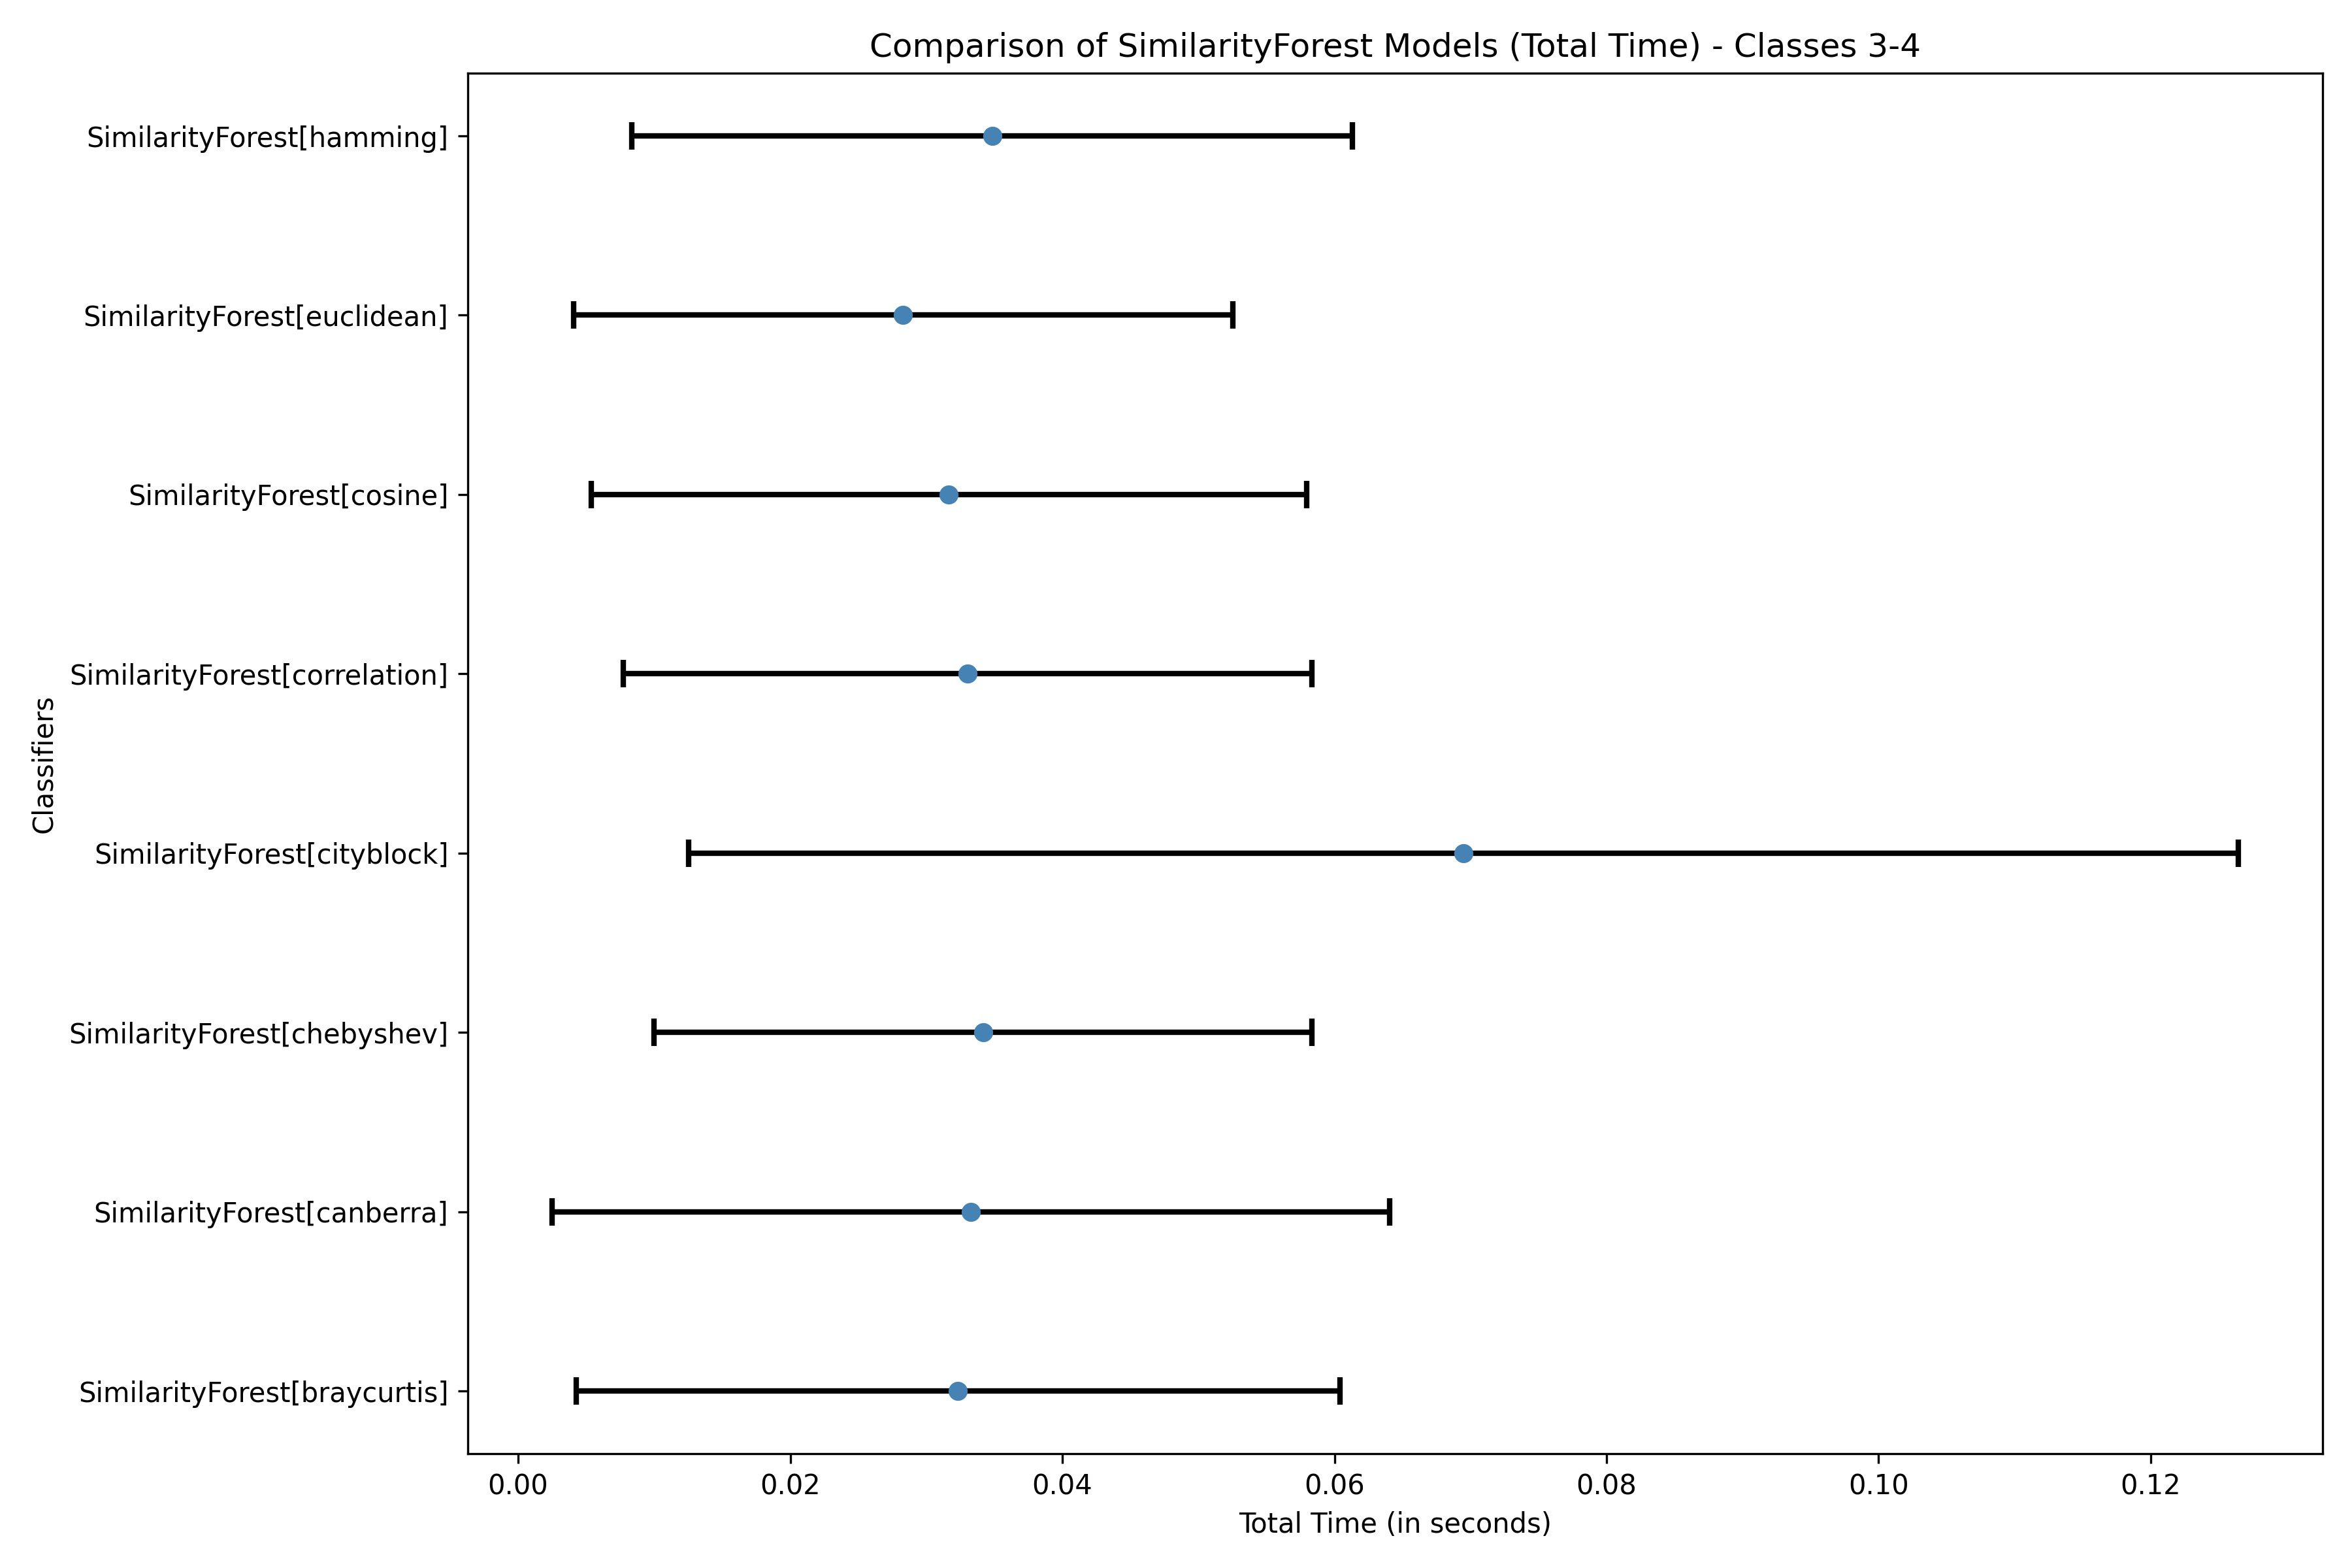 Comparison of SimilarityForest Models (Total Time) - Classes 3-4
SimilarityForest[hamming]
SimilarityForest[euclidean]
SimilarityForest[cosine]
SimilarityForest[correlation]
SimilarityForest[cityblock]
SimilarityForest[chebyshev]
SimilarityForest[canberra]
SimilarityForest[braycurtis]
Classifiers
0.00 0.02 0.04 0.06 0.08 0.10 0.12
Total Time (in seconds)